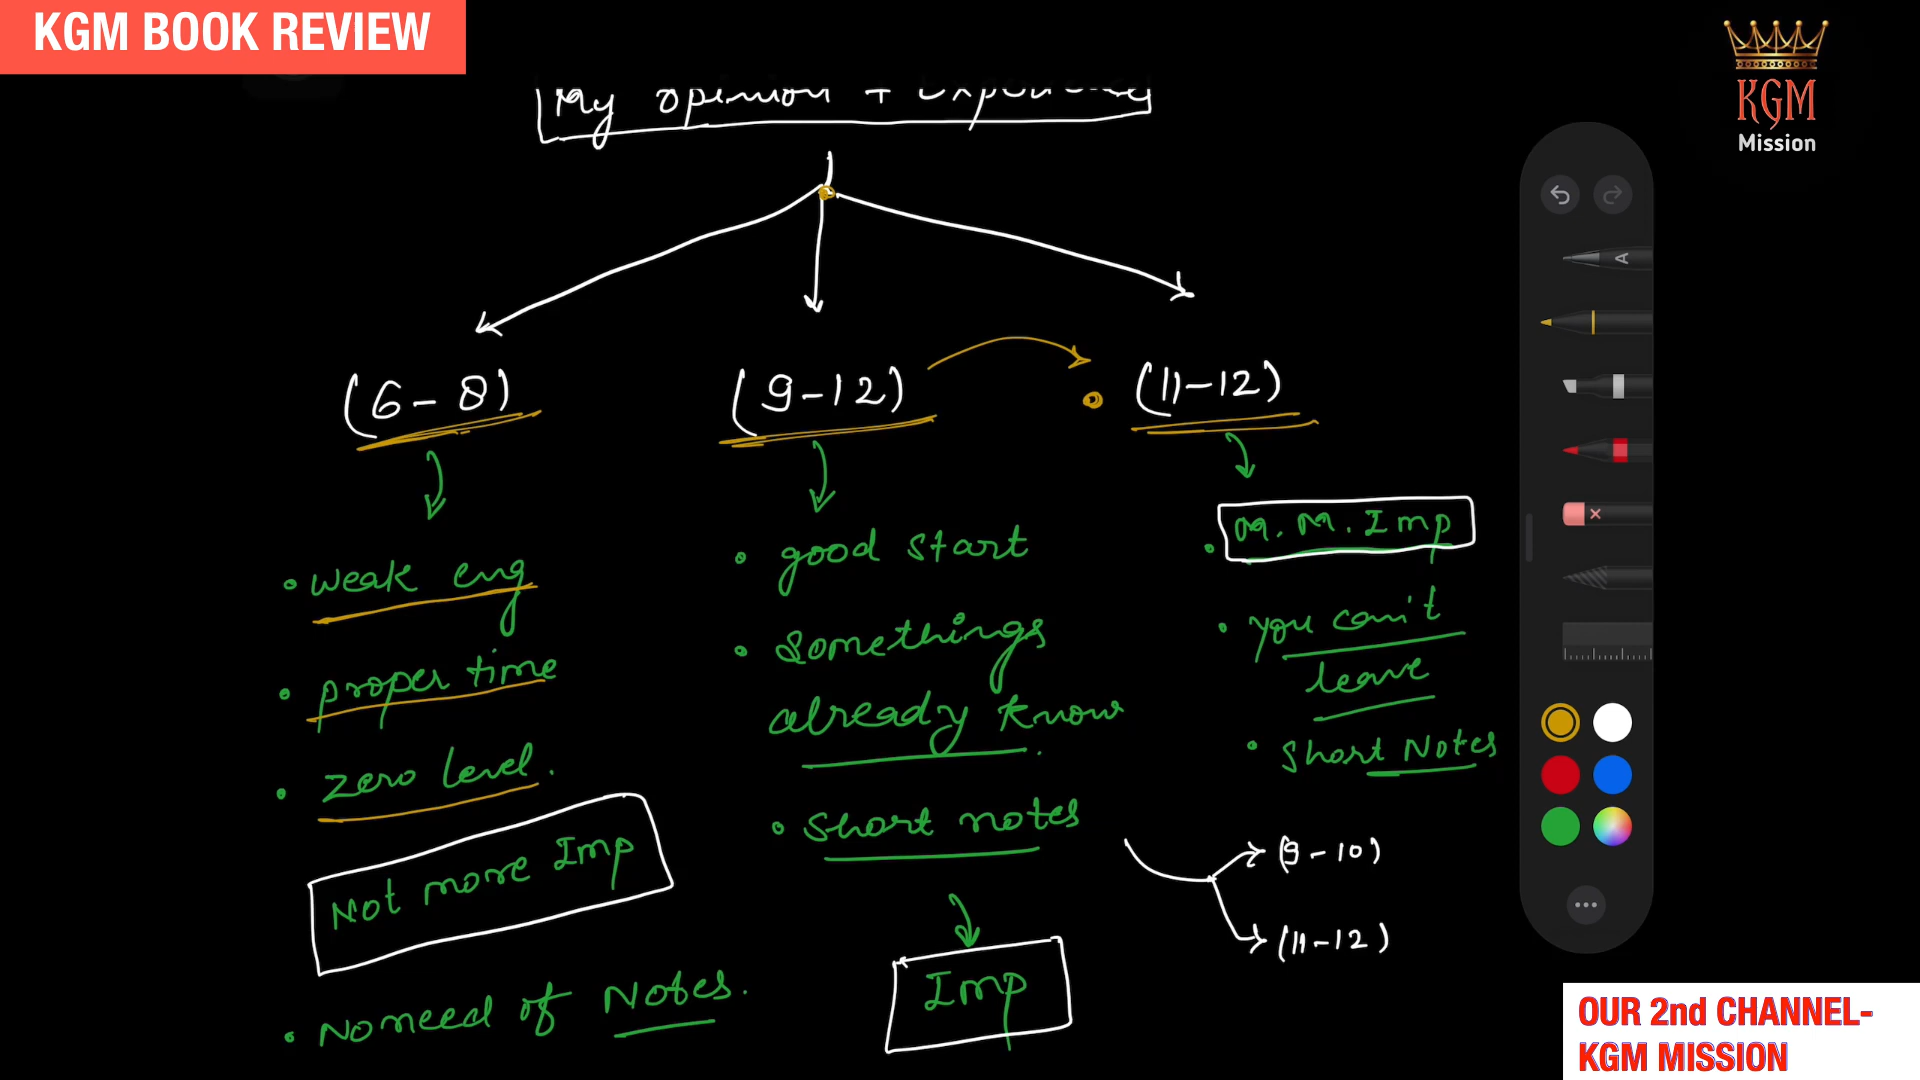 KGM BOOK REVIEW
My opinion +
KGM
Mission
(6-8)
(9-12)
(11-12)
• weak eng
• proper time
• zero level.
Not more Imp
• No need of Notes.
• good start
• Somethings
already know
• Short notes
Imp
• M.M.Imp
• you can't
leave
• Short Notes
(9-10)
(11-12)
A
OUR 2nd CHANNEL-
KGM MISSION